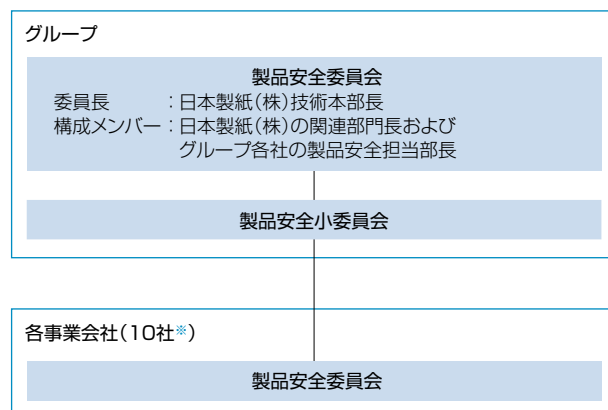 グループ
製品安全委員会
委員長　　　：日本製紙(株)技術本部長
構成メンバー：日本製紙(株)の関連部門長および
グループ各社の製品安全担当部長
製品安全小委員会
各事業会社(10社※)
製品安全委員会